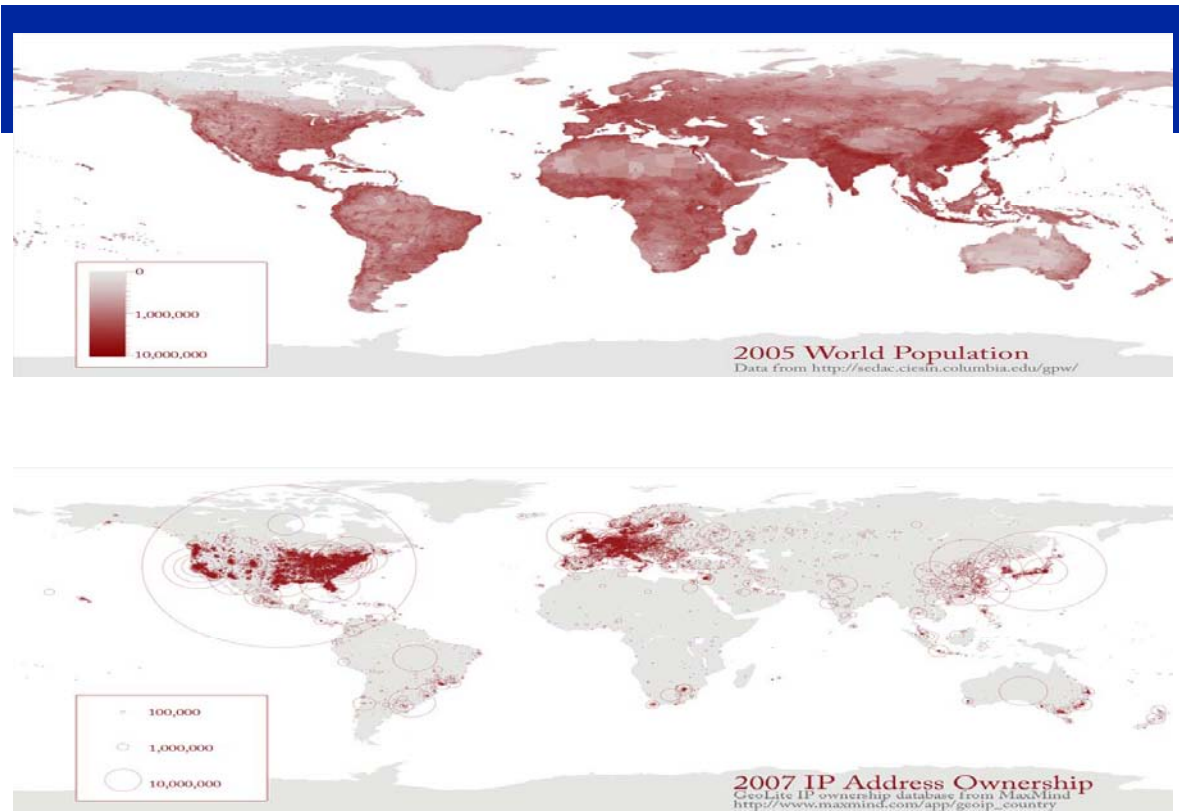 0
1,000,000
10,000,000
2005 World Population
Data from http://sedac.ciesin.columbia.edu/gpw/
100,000
1,000,000
10,000,000
2007 IP Address Ownership
GeoLite IP ownership database from MaxMind
http://www.maxmind.com/app/geoip_country